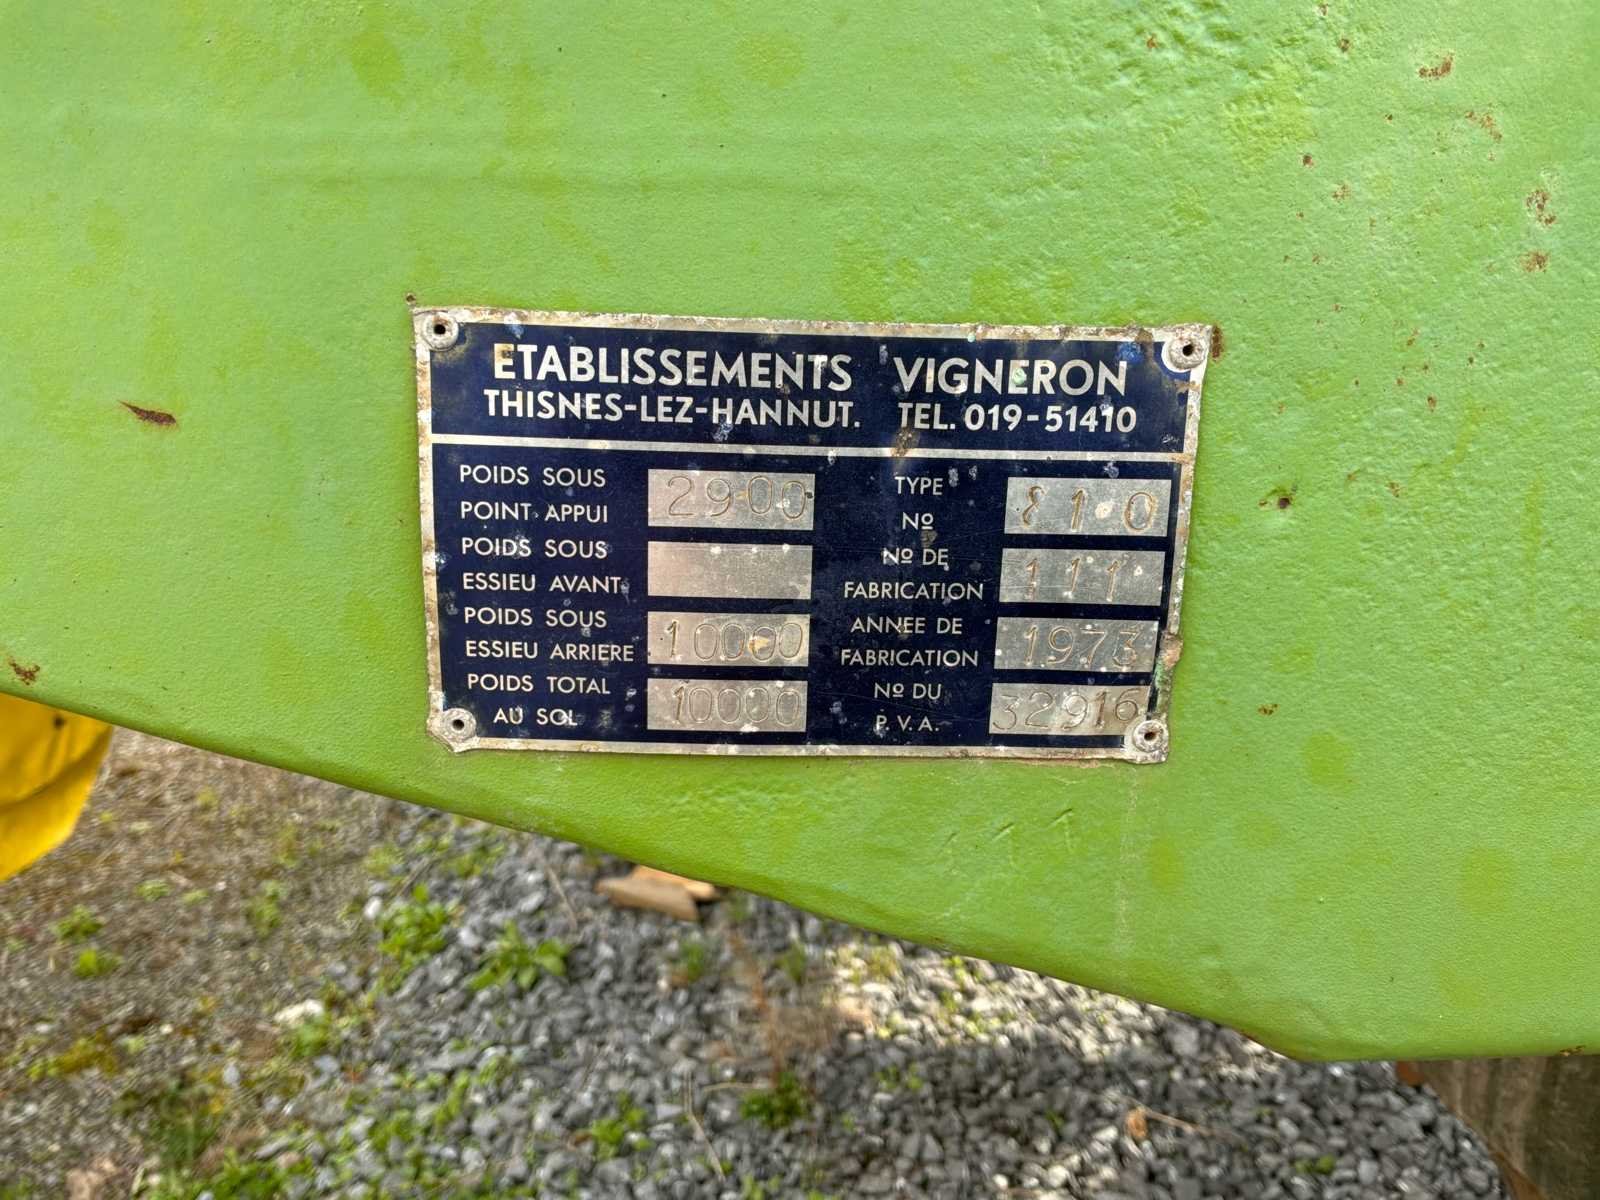 ETABLISSEMENTS VIGNERON
THISNES-LEZ-HANNUT. TEL. 019-51410
POIDS SOUS
POINT APPUI
2900
POIDS SOUS
ESSIEU AVANT
POIDS SOUS
ESSIEU ARRIERE
10000
POIDS TOTAL
AU SOL
10000
TYPE
Nº
810
Nº DE
FABRICATION
111
ANNEE DE
FABRICATION
1973
Nº DU
P.V.A.
32916